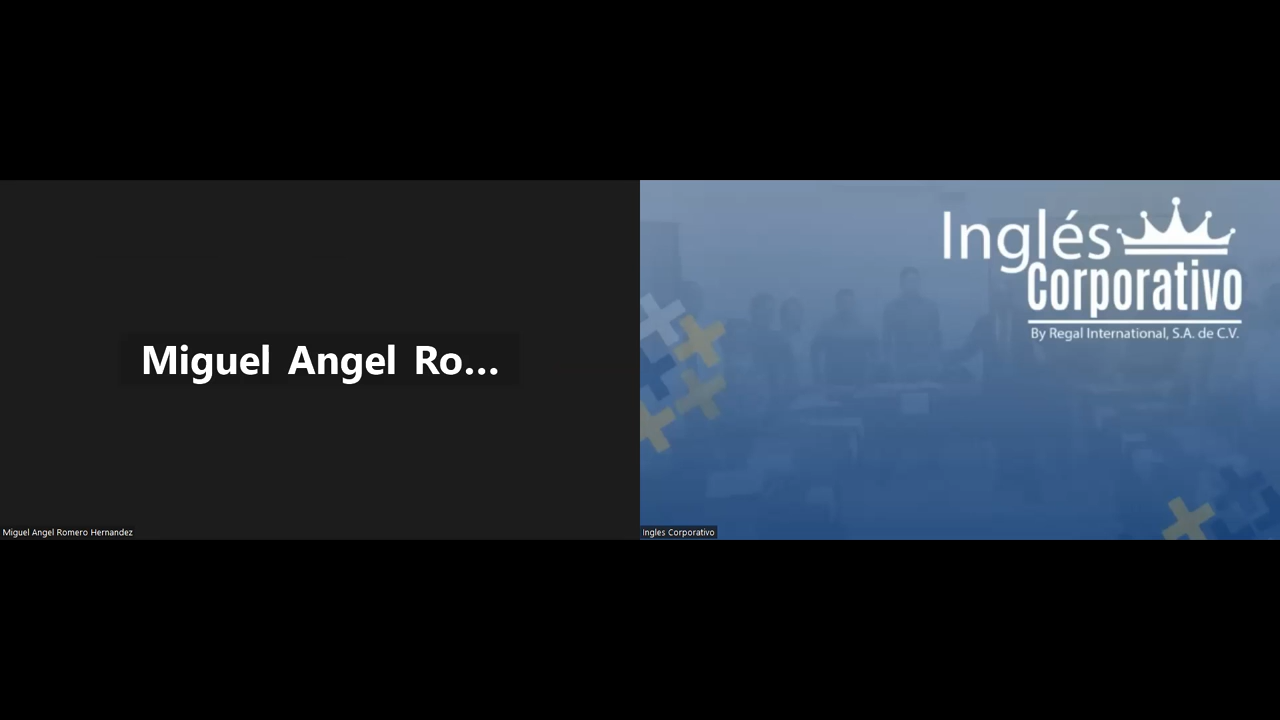 Miguel Angel Ro...
Miguel Angel Romero Hernandez
Inglés
Corporativo
By Regal International, S.A. de C.V.
Ingles Corporativo